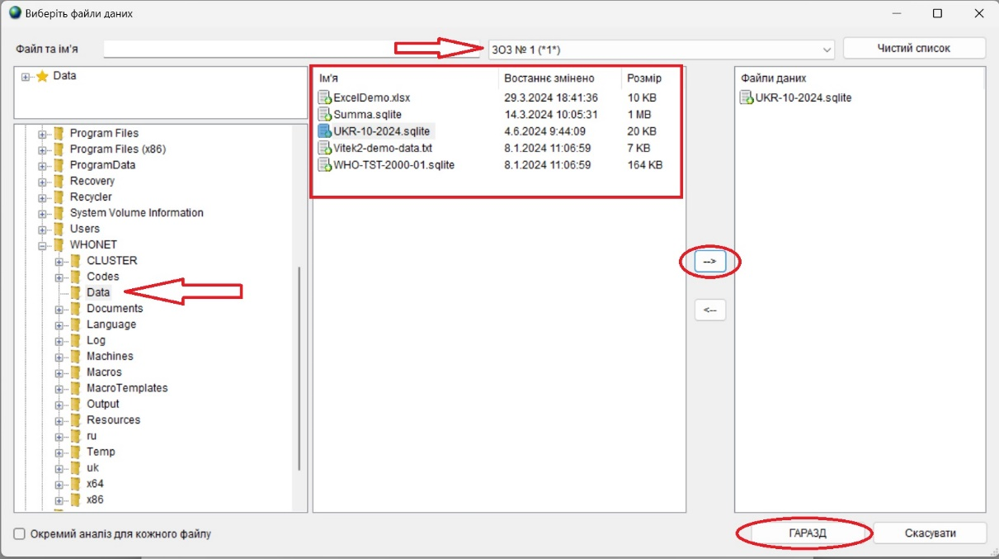 Виберіть файли даних
Файл та ім'я
ЗОЗ № 1 (*1*)
Чистий список
Data
Program Files
Program Files (x86)
ProgramData
Recovery
Recycler
System Volume Information
Users
WHONET
CLUSTER
Codes
Data
Documents
Language
Log
Machines
Macros
MacroTemplates
Output
Resources
ru
Temp
uk
x64
x86
Ім'я Востаннє змінено Розмір
ExcelDemo.xlsx 29.3.2024 18:41:36 10 KB
Summa.sqlite 14.3.2024 10:05:31 1 MB
UKR-10-2024.sqlite 4.6.2024 9:44:09 20 KB
Vitek2-demo-data.txt 8.1.2024 11:06:59 7 KB
WHO-TST-2000-01.sqlite 8.1.2024 11:06:59 164 KB
-->
<--
Файли даних
UKR-10-2024.sqlite
Окремий аналіз для кожного файлу
ГАРАЗД
Скасувати